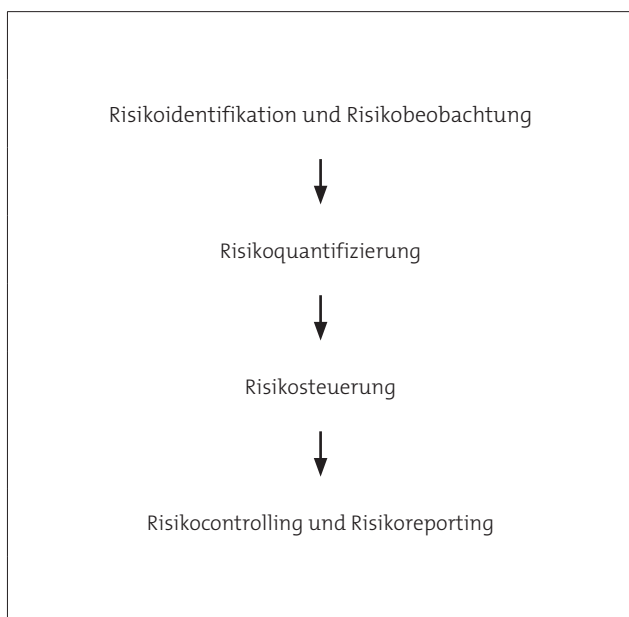 Risikoidentifikation und Risikobeobachtung
Risikoquantifizierung
Risikosteuerung
Risikocontrolling und Risikoreporting